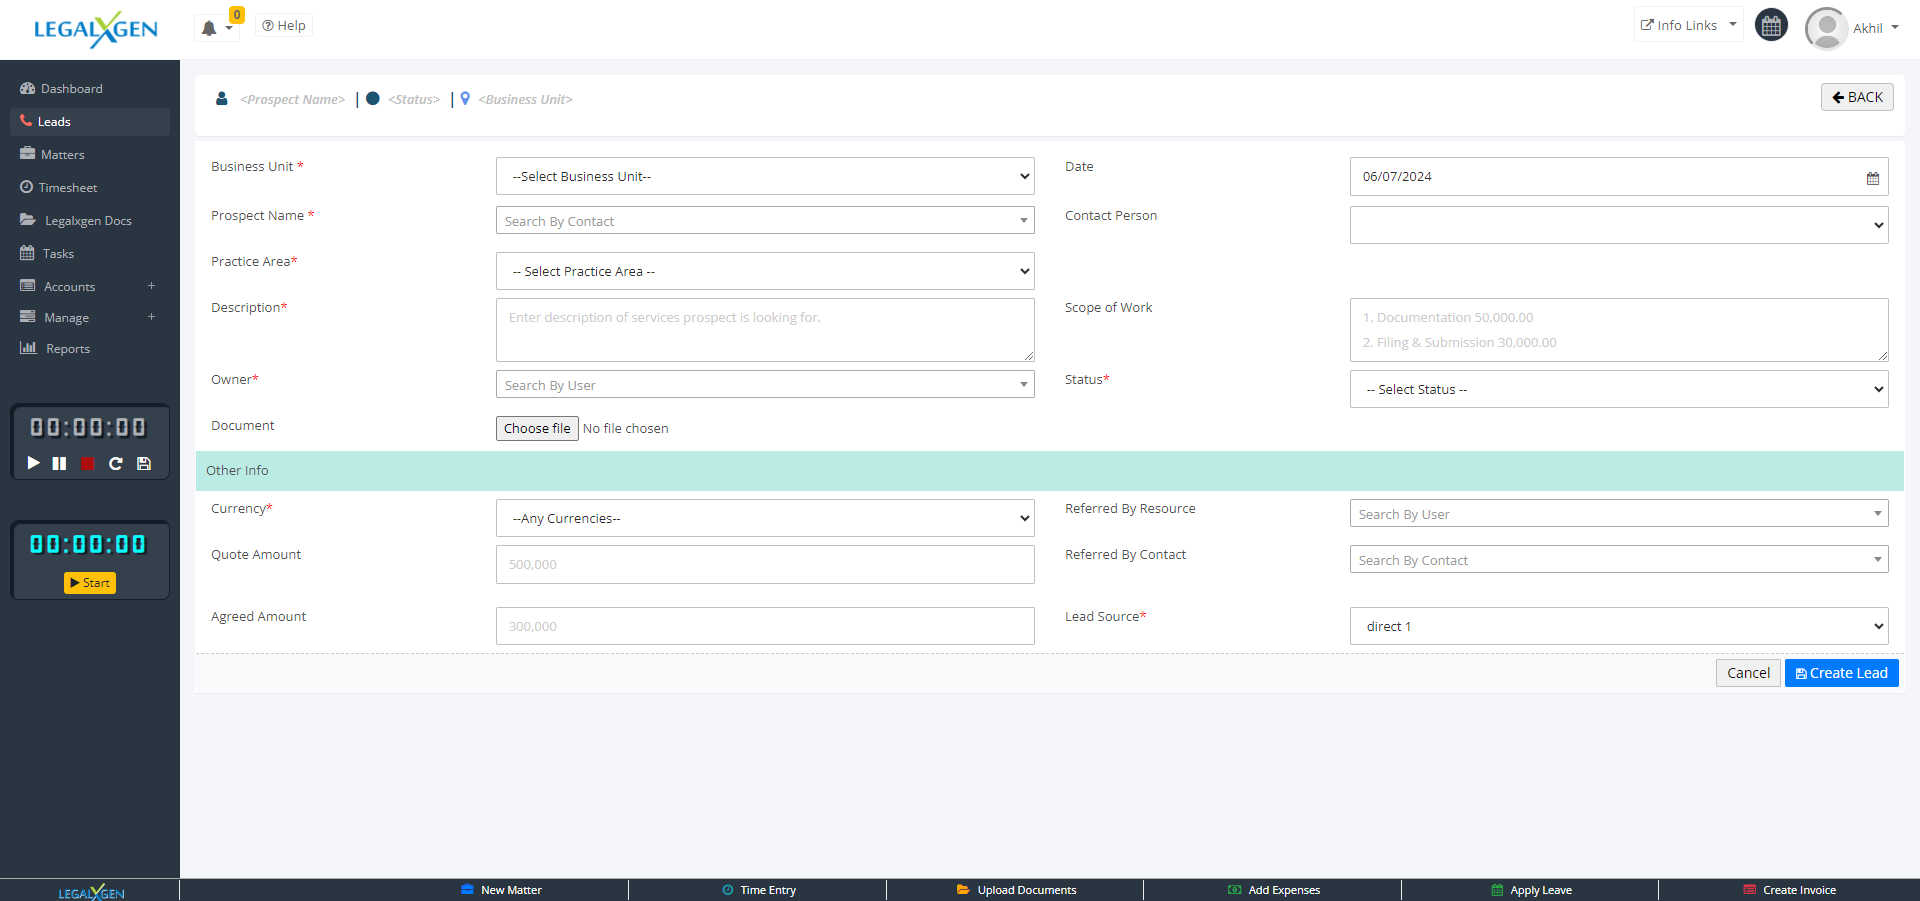 LEGALXGEN
0
Help
Info Links
Akhil
Dashboard
Leads
Matters
Timesheet
Legalxgen Docs
Tasks
Accounts +
Manage +
Reports
00:00:00
00:00:00
Start
<Prospect Name> | <Status> | <Business Unit>
BACK
Business Unit *
--Select Business Unit--
Date
06/07/2024
Prospect Name *
Search By Contact
Contact Person
Practice Area*
-- Select Practice Area --
Description*
Enter description of services prospect is looking for.
Scope of Work
1. Documentation 50,000.00
2. Filing & Submission 30,000.00
Owner*
Search By User
Status*
-- Select Status --
Document
Choose file No file chosen
Other Info
Currency*
--Any Currencies--
Referred By Resource
Search By User
Quote Amount
500,000
Referred By Contact
Search By Contact
Agreed Amount
300,000
Lead Source*
direct 1
Cancel
Create Lead
LEGALXGEN
New Matter
Time Entry
Upload Documents
Add Expenses
Apply Leave
Create Invoice